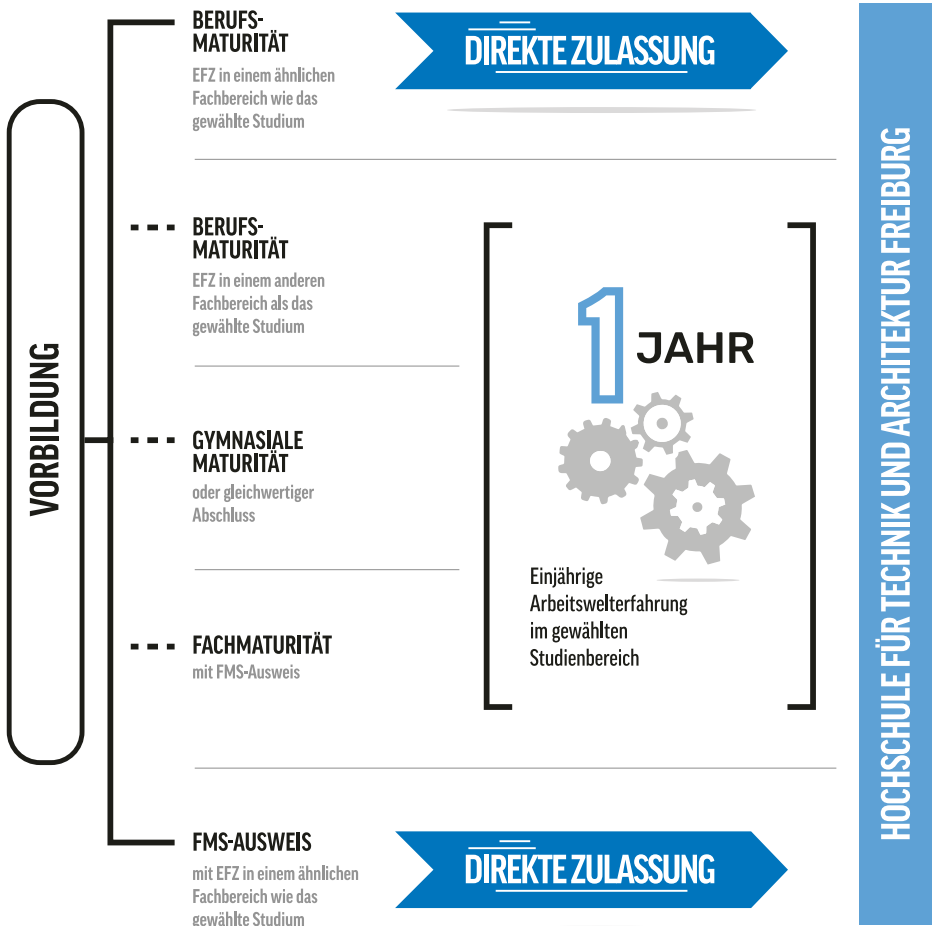 VORBILDUNG
BERUFS-
MATURITÄT
EFZ in einem ähnlichen
Fachbereich wie das
gewählte Studium
DIREKTE ZULASSUNG
BERUFS-
MATURITÄT
EFZ in einem anderen
Fachbereich als das
gewählte Studium
GYMNASIALE
MATURITÄT
oder gleichwertiger
Abschluss
FACHMATURITÄT
mit FMS-Ausweis
1 JAHR
Einjährige
Arbeitswelterfahrung
im gewählten
Studienbereich
FMS-AUSWEIS
mit EFZ in einem ähnlichen
Fachbereich wie das
gewählte Studium
DIREKTE ZULASSUNG
HOCHSCHULE FÜR TECHNIK UND ARCHITEKTUR FREIBURG